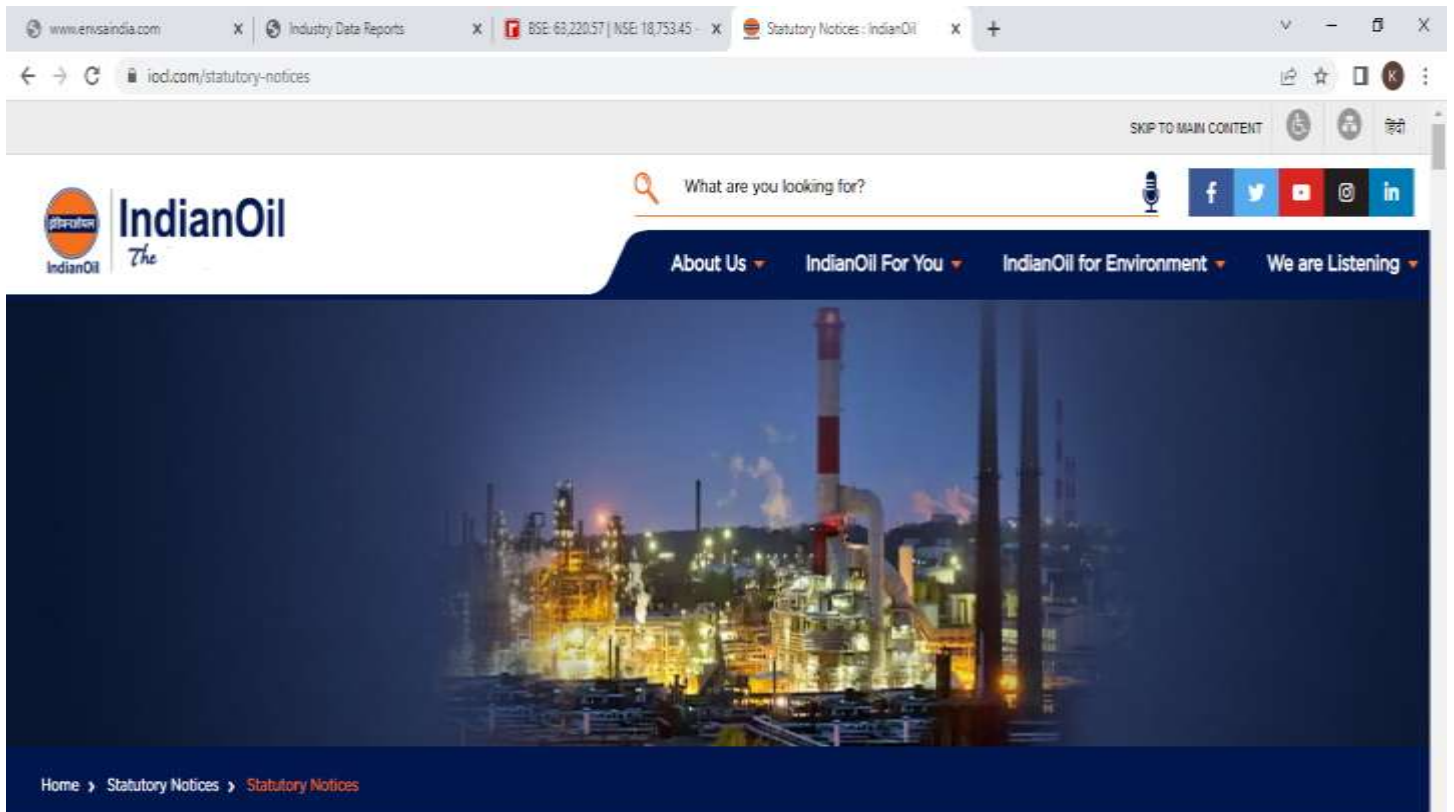 www.envsaindia.com
Industry Data Reports
BSE: 63,220.57 | NSE: 18,753.45 -
Statutory Notices : IndianOil
iocl.com/statutory-notices
SKIP TO MAIN CONTENT
हिंदी
What are you looking for?
इंडियनऑयल
IndianOil
IndianOil
The
About Us
IndianOil For You
IndianOil for Environment
We are Listening
Home > Statutory Notices > Statutory Notices